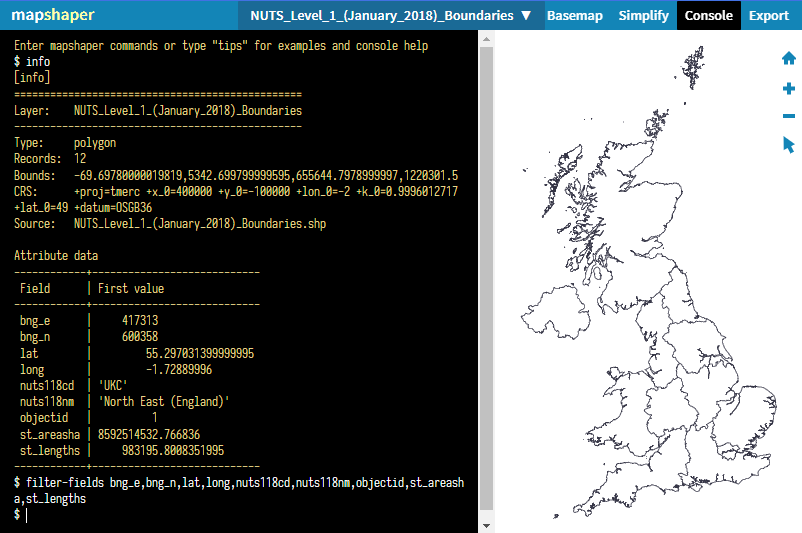 mapshaper
NUTS_Level_1_(January_2018)_Boundaries ▼ Basemap Simplify Console Export
Enter mapshaper commands or type "tips" for examples and console help
$ info
[info]
==============================================
Layer: NUTS_Level_1_(January_2018)_Boundaries
----------------------------------------------
Type: polygon
Records: 12
Bounds: -69.69780000019819,5342.699799999595,655644.7978999997,1220301.5
CRS: +proj=tmerc +x_0=400000 +y_0=-100000 +lon_0=-2 +k_0=0.9996012717
+lat_0=49 +datum=OSGB36
Source: NUTS_Level_1_(January_2018)_Boundaries.shp
Attribute data
------------+---------------------------
Field | First value
------------+---------------------------
bng_e | 417313
bng_n | 600358
lat | 55.297031399999995
long | -1.72889996
nuts118cd | 'UKC'
nuts118nm | 'North East (England)'
objectid | 1
st_areasha | 8592514532.766836
st_lengths | 983195.8008351995
------------+---------------------------
$ filter-fields bng_e,bng_n,lat,long,nuts118cd,nuts118nm,objectid,st_areash
a,st_lengths
$